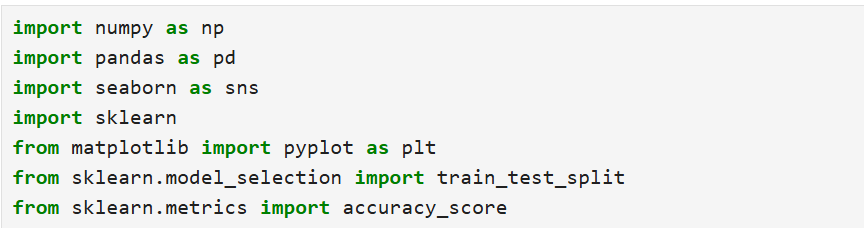 import numpy as np
import pandas as pd
import seaborn as sns
import sklearn
from matplotlib import pyplot as plt
from sklearn.model_selection import train_test_split
from sklearn.metrics import accuracy_score